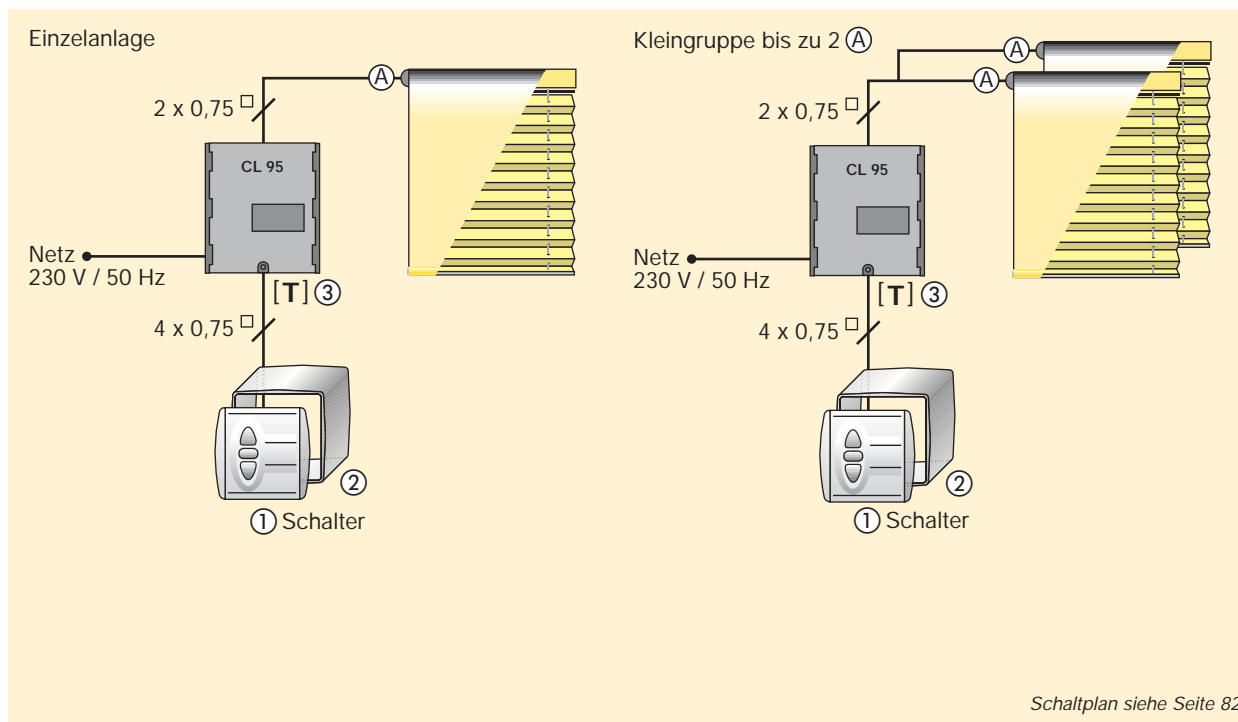 Einzelanlage
A
2 x 0,75 □
CL 95
Netz
230 V / 50 Hz
[T] 3
4 x 0,75 □
2
1 Schalter
Kleingruppe bis zu 2 A
A
A
2 x 0,75 □
CL 95
Netz
230 V / 50 Hz
[T] 3
4 x 0,75 □
2
1 Schalter
Schaltplan siehe Seite 82